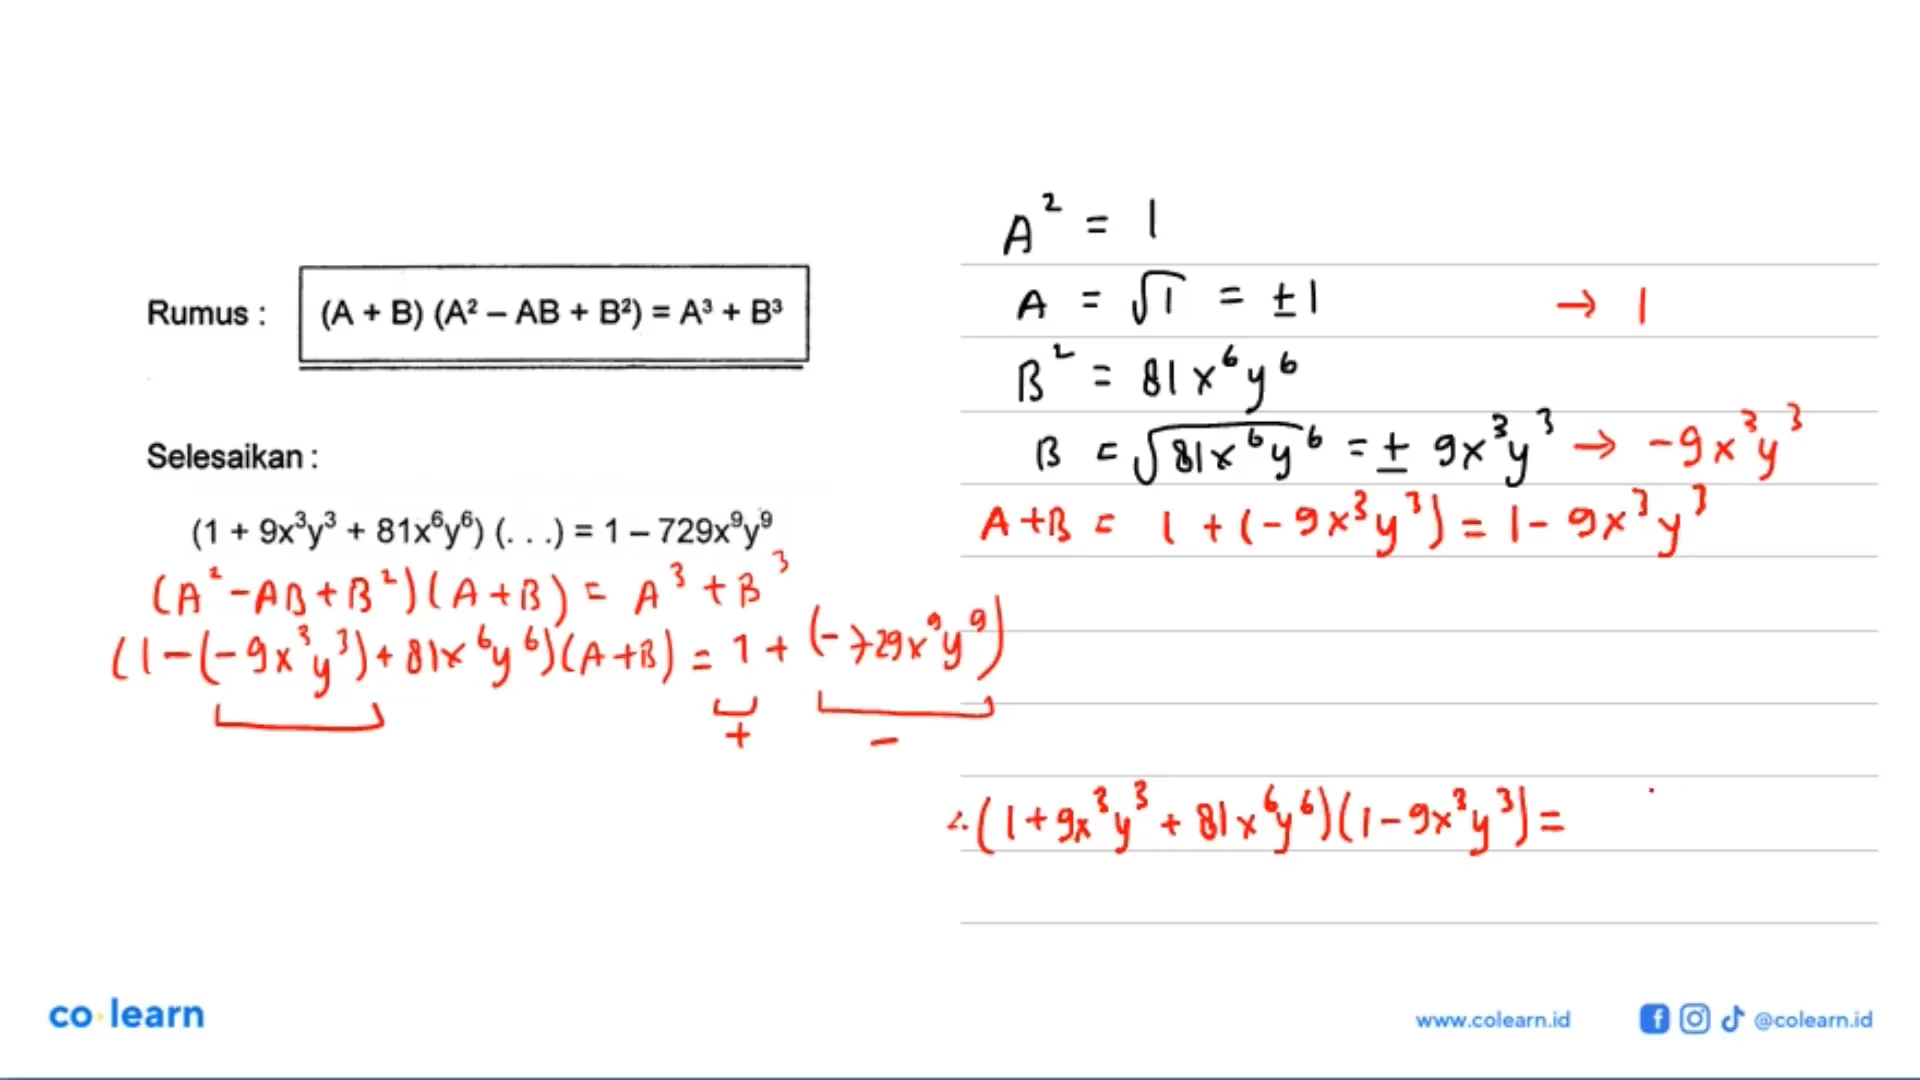 Rumus : (A + B) (A² – AB + B²) = A³ + B³
Selesaikan :
(1 + 9x³y³ + 81x⁶y⁶) (. . .) = 1 – 729x⁹y⁹
(A² - AB + B²)(A + B) = A³ + B³
(1 - (-9x³y³) + 81x⁶y⁶)(A + B) = 1 + (-729x⁹y⁹)
+ -
A² = 1
A = √1 = ±1 → 1
B² = 81x⁶y⁶
B = √81x⁶y⁶ = ± 9x³y³ → -9x³y³
A + B = 1 + (-9x³y³) = 1 - 9x³y³
∴ (1 + 9x³y³ + 81x⁶y⁶)(1 - 9x³y³) =
co learn
www.colearn.id
@colearn.id